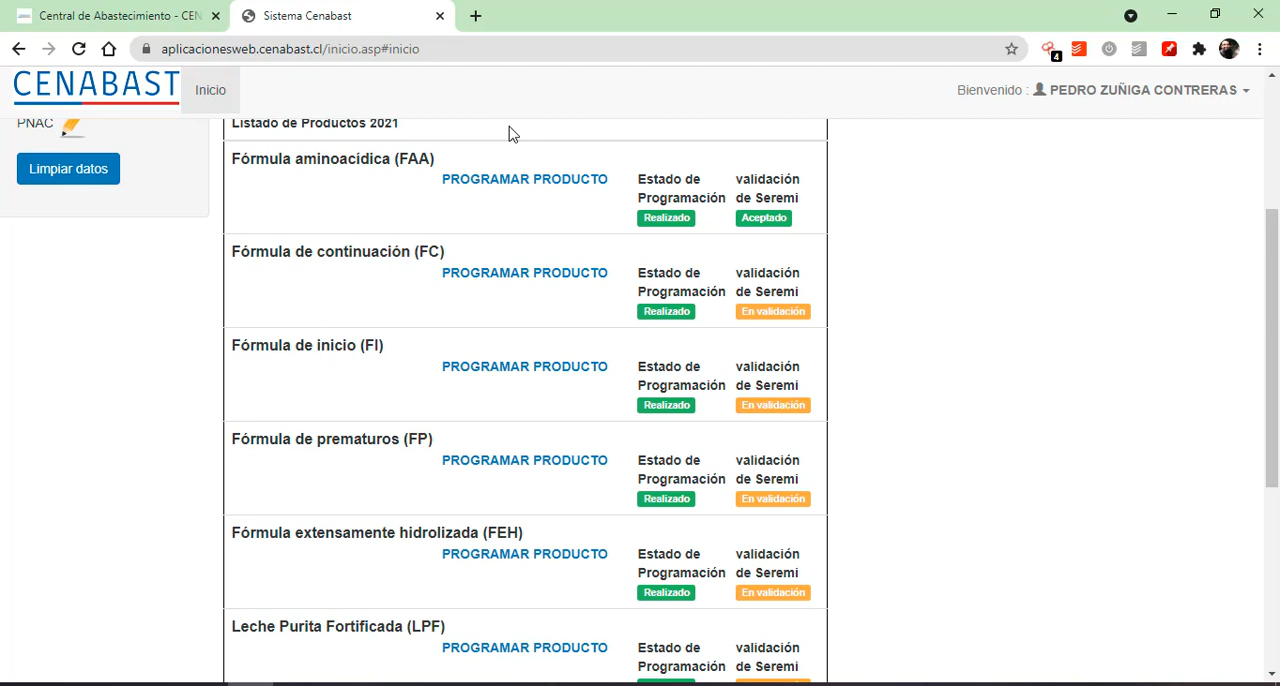 Central de Abastecimiento - CEN
Sistema Cenabast
aplicacionesweb.cenabast.cl/inicio.asp#inicio
4
CENABAST
Inicio
Bienvenido : PEDRO ZUÑIGA CONTRERAS
PNAC
Limpiar datos
Listado de Productos 2021
Fórmula aminoacídica (FAA)
PROGRAMAR PRODUCTO
Estado de
Programación
Realizado
validación
de Seremi
Aceptado
Fórmula de continuación (FC)
PROGRAMAR PRODUCTO
Estado de
Programación
Realizado
validación
de Seremi
En validación
Fórmula de inicio (FI)
PROGRAMAR PRODUCTO
Estado de
Programación
Realizado
validación
de Seremi
En validación
Fórmula de prematuros (FP)
PROGRAMAR PRODUCTO
Estado de
Programación
Realizado
validación
de Seremi
En validación
Fórmula extensamente hidrolizada (FEH)
PROGRAMAR PRODUCTO
Estado de
Programación
Realizado
validación
de Seremi
En validación
Leche Purita Fortificada (LPF)
PROGRAMAR PRODUCTO
Estado de
Programación
validación
de Seremi